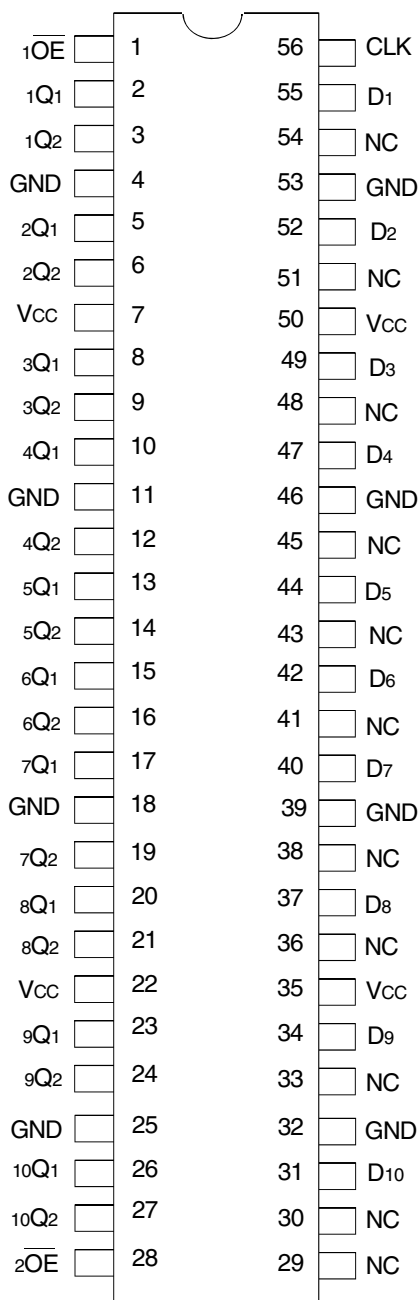 1OE 1 56 CLK
1Q1 2 55 D1
1Q2 3 54 NC
GND 4 53 GND
2Q1 5 52 D2
2Q2 6 51 NC
VCC 7 50 VCC
3Q1 8 49 D3
3Q2 9 48 NC
4Q1 10 47 D4
GND 11 46 GND
4Q2 12 45 NC
5Q1 13 44 D5
5Q2 14 43 NC
6Q1 15 42 D6
6Q2 16 41 NC
7Q1 17 40 D7
GND 18 39 GND
7Q2 19 38 NC
8Q1 20 37 D8
8Q2 21 36 NC
VCC 22 35 VCC
9Q1 23 34 D9
9Q2 24 33 NC
GND 25 32 GND
10Q1 26 31 D10
10Q2 27 30 NC
2OE 28 29 NC